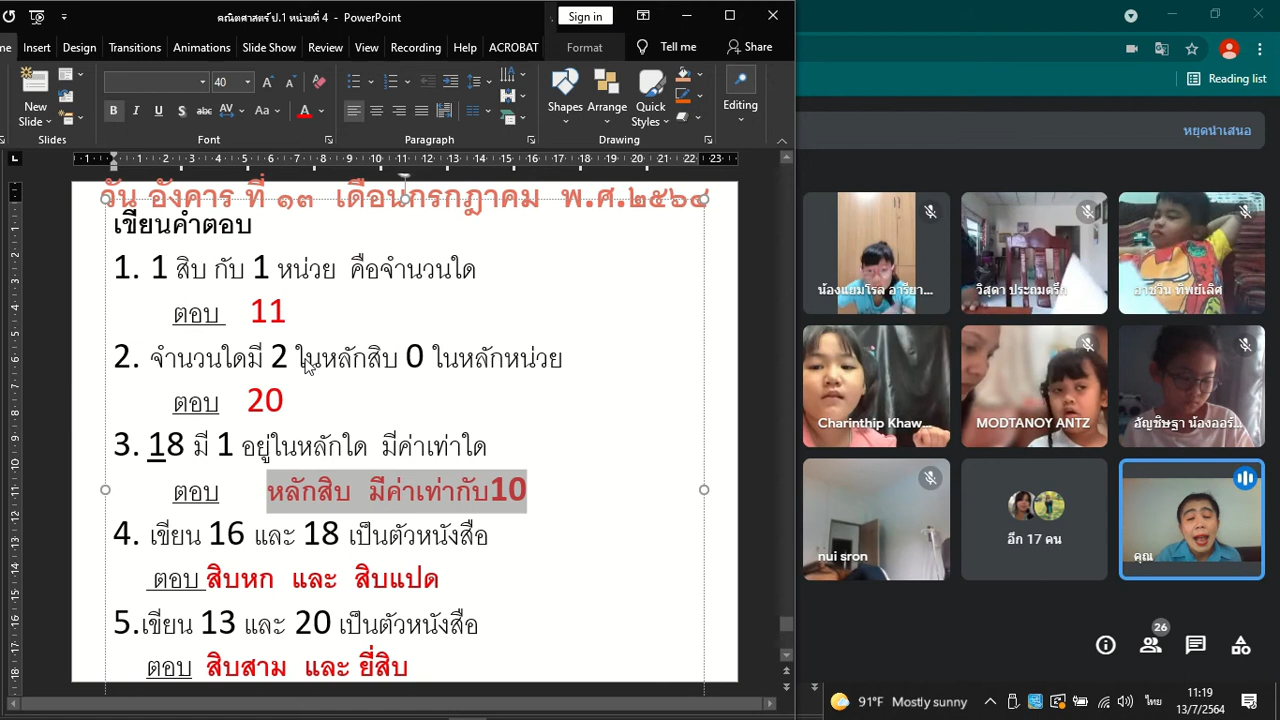 คณิตศาสตร์ ป.1 หน่วยที่ 4 - PowerPoint
Sign in
Insert Design Transitions Animations Slide Show Review View Recording Help ACROBAT Format Tell me Share
Reading list
40
New Slide
Shapes Arrange Quick Styles Editing
B I U S abc AV Aa A
Slides Font Paragraph Drawing
หยุดนำเสนอ
วัน อังคาร ที่ ๑๓ เดือนกรกฎาคม พ.ศ.๒๕๖๔
เขียนคำตอบ
1. 1 สิบ กับ 1 หน่วย คือจำนวนใด
ตอบ 11
2. จำนวนใดมี 2 ในหลักสิบ 0 ในหลักหน่วย
ตอบ 20
3. 18 มี 1 อยู่ในหลักใด มีค่าเท่าใด
ตอบ หลักสิบ มีค่าเท่ากับ10
4. เขียน 16 และ 18 เป็นตัวหนังสือ
ตอบ สิบหก และ สิบแปด
5.เขียน 13 และ 20 เป็นตัวหนังสือ
ตอบ สิบสาม และ ยี่สิบ
น้องแยมโรล อารียา...
วิสุดา ประถมตรีก
อาชวิน ทิพย์เลิศ
Charinthip Khaw...
MODTANOY ANTZ
อัญชิษฐา น้องออร์...
nui sron
อีก 17 คน
คุณ
26
91°F Mostly sunny
ไทย
11:19
13/7/2564